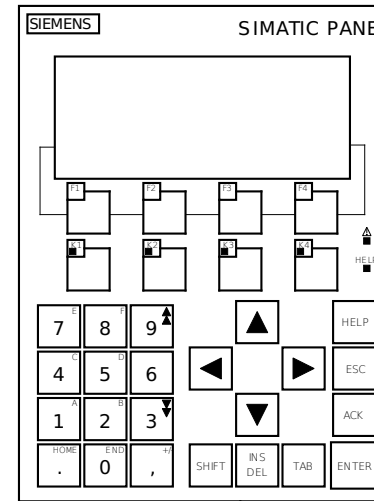 SIEMENS
SIMATIC PANE
F1 F2 F3 F4
K1 K2 K3 K4
HELP
E F
7 8 9 HELP
C D
4 5 6 ESC
A B
1 2 3 ACK
HOME END +/
. 0 , SHIFT INS DEL TAB ENTER